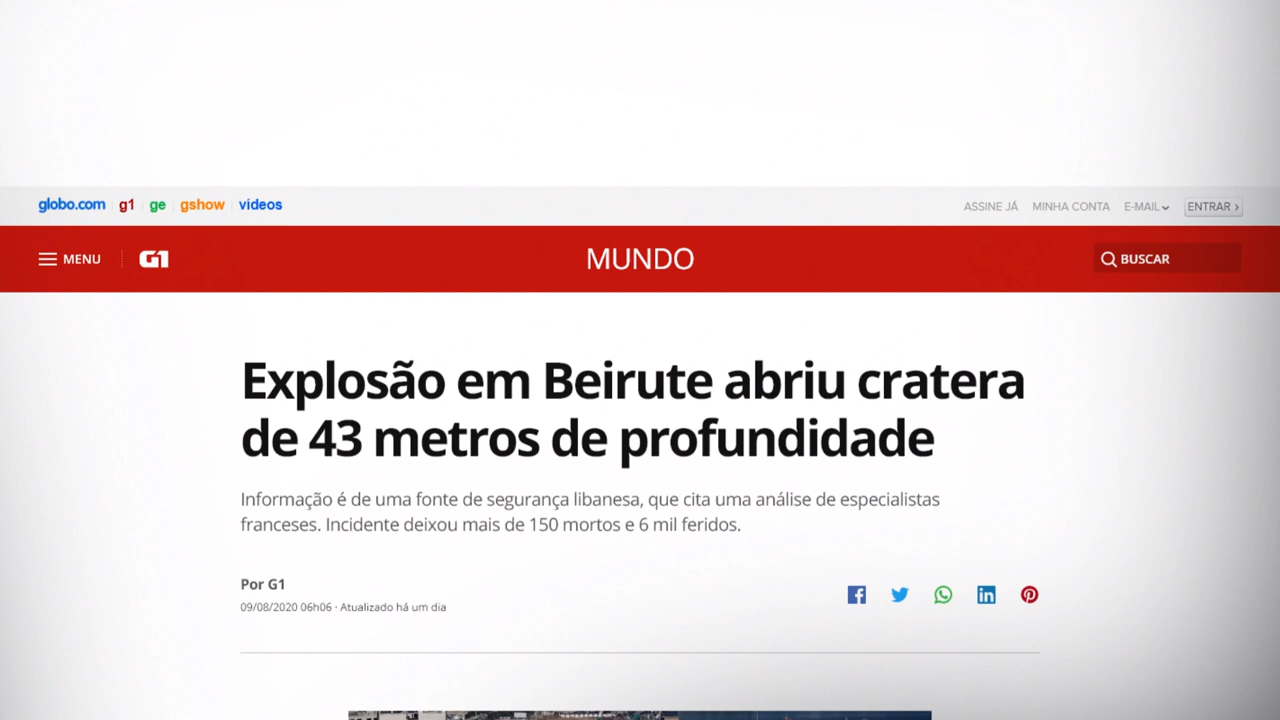 globo.com g1 ge gshow videos ASSINE JÁ MINHA CONTA E-MAIL ENTRAR ›
MENU G1 MUNDO BUSCAR
Explosão em Beirute abriu cratera
de 43 metros de profundidade
Informação é de uma fonte de segurança libanesa, que cita uma análise de especialistas
franceses. Incidente deixou mais de 150 mortos e 6 mil feridos.
Por G1
09/08/2020 06h06 · Atualizado há um dia